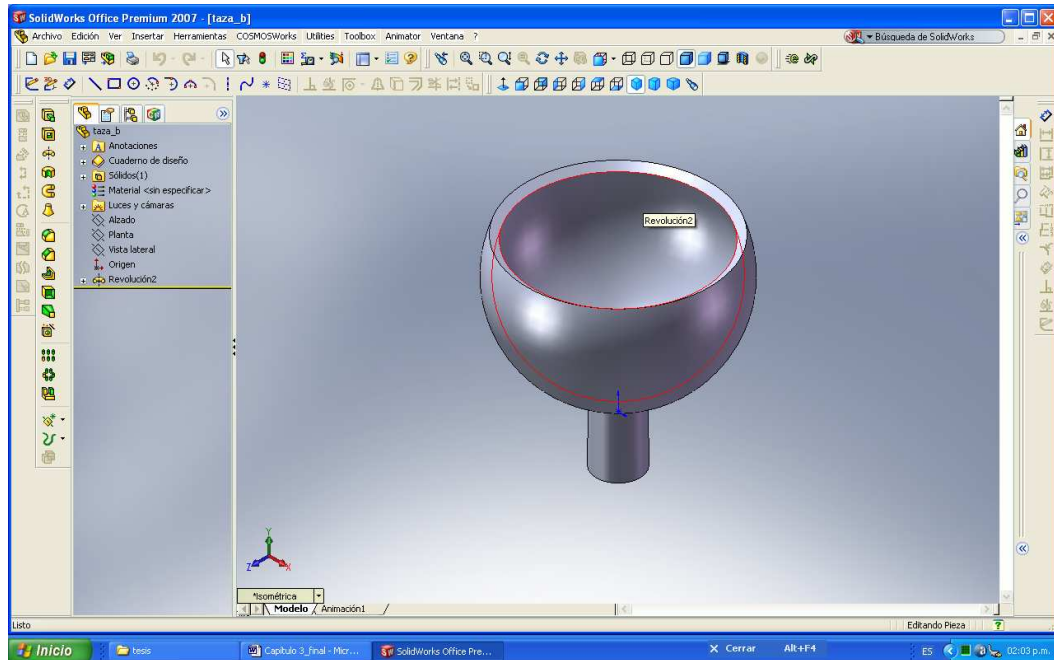 SolidWorks Office Premium 2007 - [taza_b]
Archivo Edición Ver Insertar Herramientas COSMOSWorks Utilities Toolbox Animator Ventana ?
Búsqueda de SolidWorks
taza_b
Anotaciones
Cuaderno de diseño
Sólidos(1)
Material <sin especificar>
Luces y cámaras
Alzado
Planta
Vista lateral
Origen
Revolución2
Revolución2
Y
Z
X
*Isométrica
Modelo Animación1
Listo
Editando Pieza
Inicio
tesis
Capitulo 3_final - Micr...
SolidWorks Office Pre...
X Cerrar Alt+F4
ES
02:03 p.m.